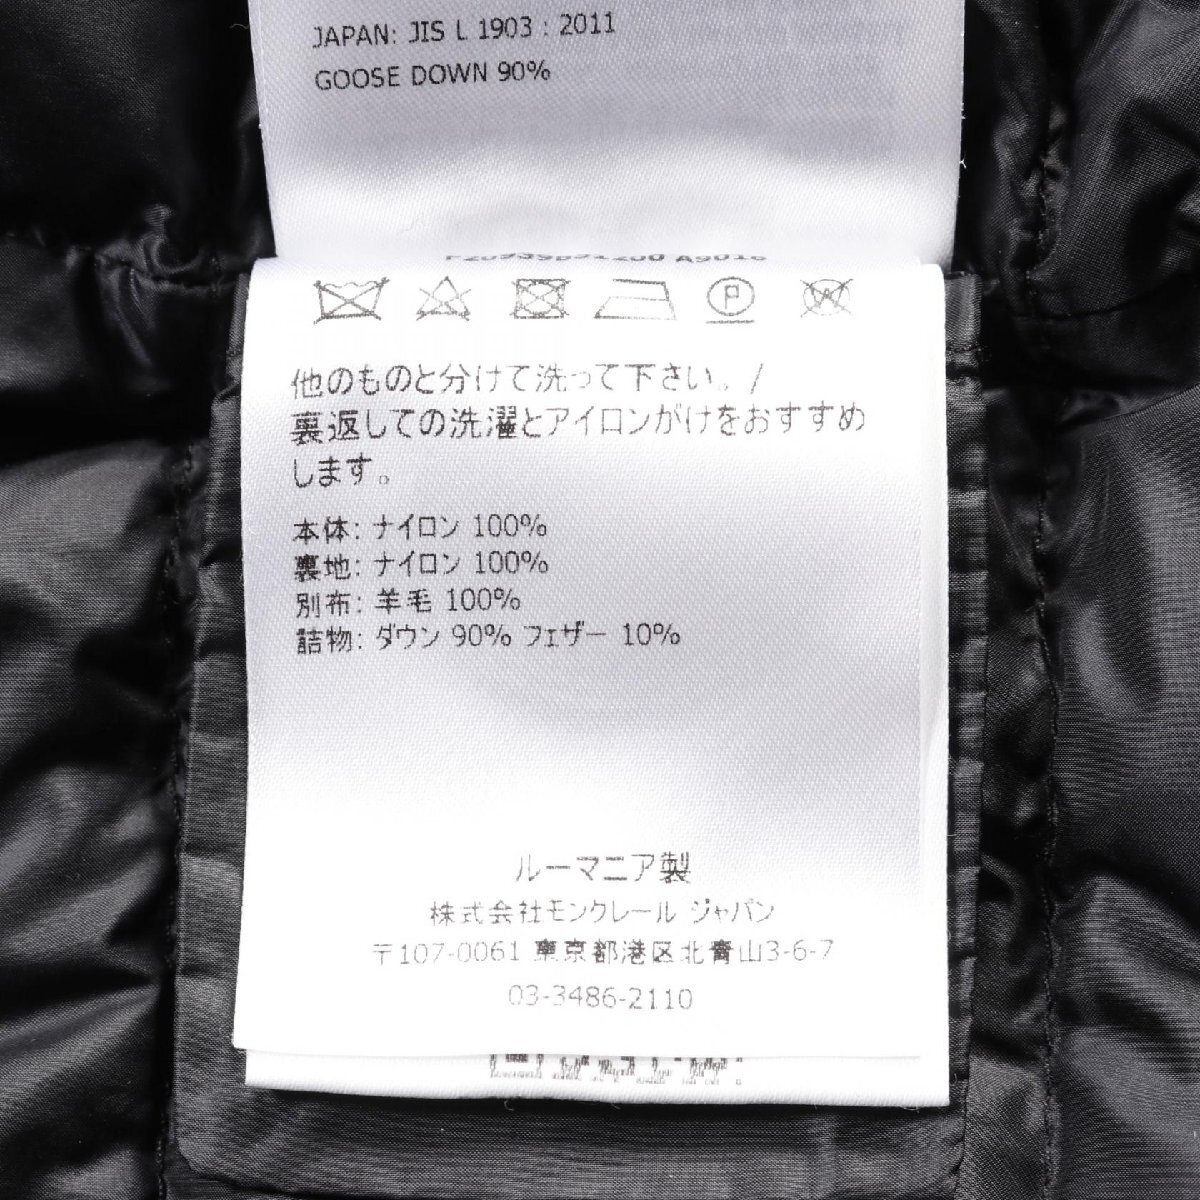 JAPAN: JIS L 1903 : 2011
GOOSE DOWN 90%
他のものと分けて洗って下さい。/
裏返しての洗濯とアイロンがけをおすすめ
します。
本体: ナイロン 100%
裏地: ナイロン 100%
別布: 羊毛 100%
詰物: ダウン 90% フェザー 10%
ルーマニア製
株式会社モンクレール ジャパン
〒107-0061 東京都港区北青山3-6-7
03-3486-2110